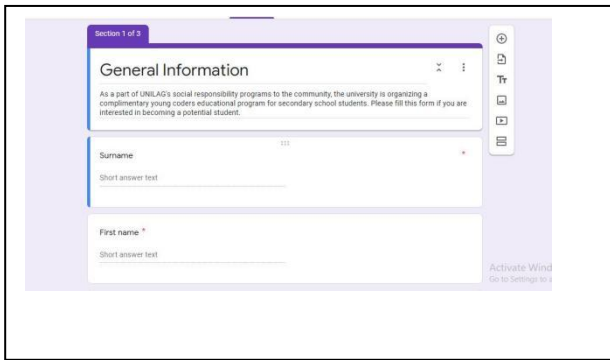 Section 1 of 3
General Information
As a part of UNILAG's social responsibility programs to the community, the university is organizing a
complimentary young coders educational program for secondary school students. Please fill this form if you are
interested in becoming a potential student.
Surname *
Short answer text
First name *
Short answer text
Tт
Activate Wind
Go to Settings to a